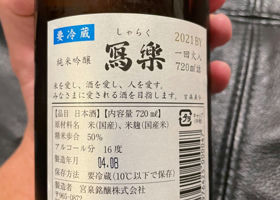 要冷蔵
しゃらく
寫樂
純米吟醸
2021BY
一回火入
720ml詰
米を愛し、酒を愛し、人を愛す。
みなさまに愛される酒を目指します。
【品目】日本酒【内容量】720ml
原材料名 米(国産)、米麹(国産米)
精米歩合 50%
アルコール分 16度
製造年月 04.08
保存方法 要冷蔵(10℃以下で保存)
製造者 宮泉銘醸株式会社
〒965-0872